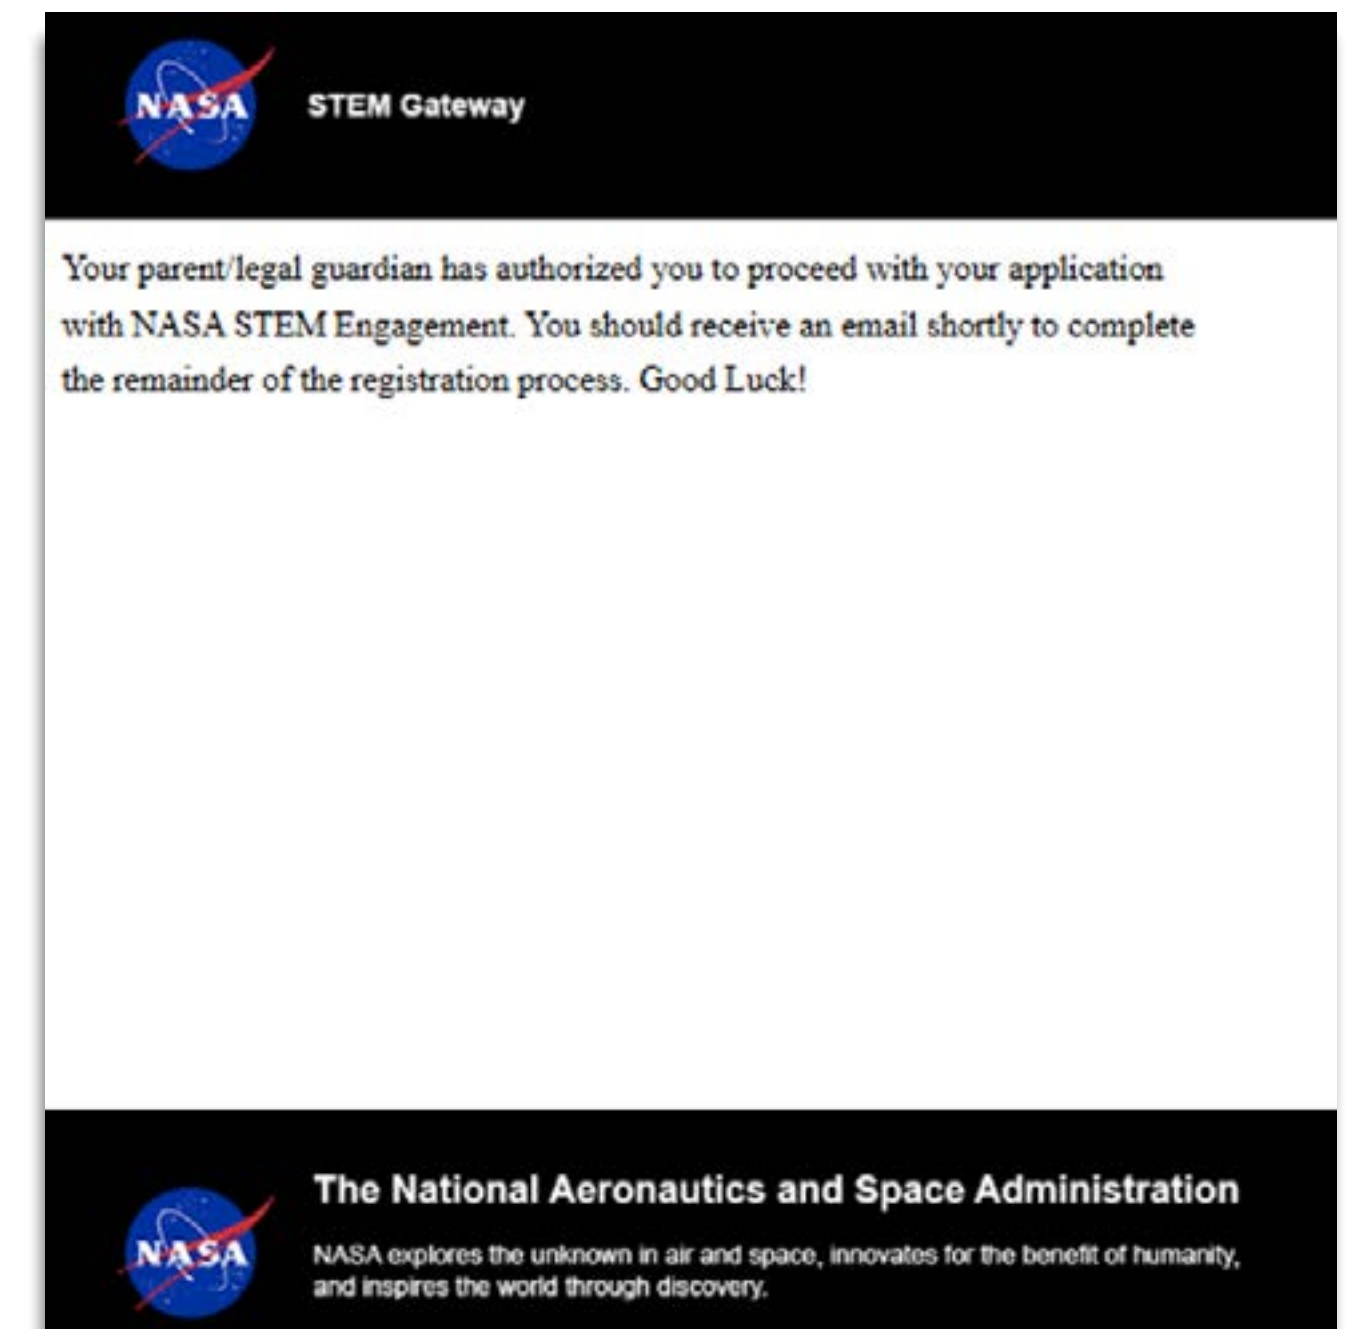 NASA
STEM Gateway
Your parent/legal guardian has authorized you to proceed with your application
with NASA STEM Engagement. You should receive an email shortly to complete
the remainder of the registration process. Good Luck!
The National Aeronautics and Space Administration
NASA
NASA explores the unknown in air and space, innovates for the benefit of humanity,
and inspires the world through discovery.